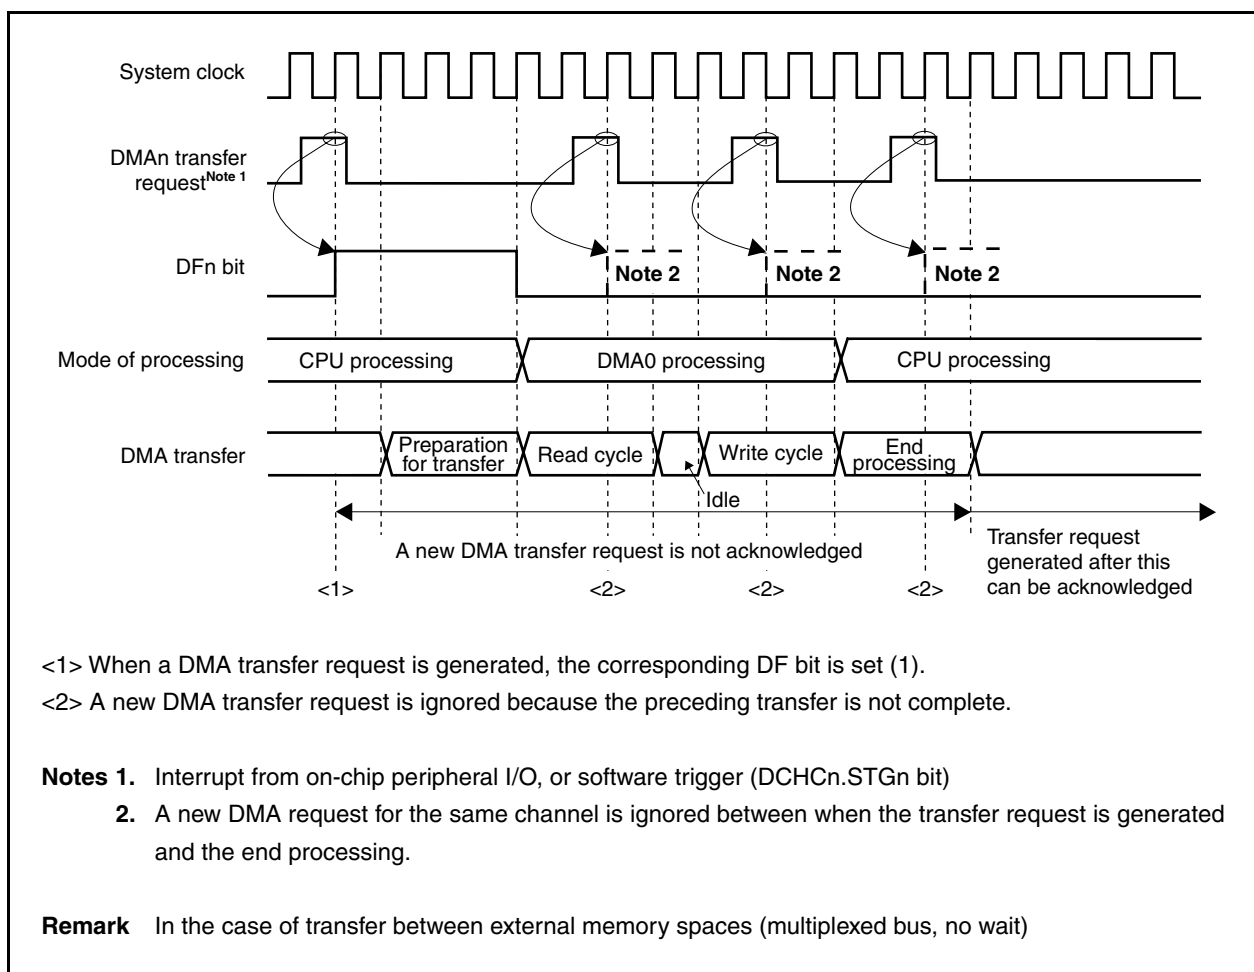 System clock
DMAn transfer
request Note 1
DFn bit
Note 2
Note 2
Note 2
Mode of processing
CPU processing
DMA0 processing
CPU processing
DMA transfer
Preparation
for transfer
Read cycle
Idle
Write cycle
End
processing
A new DMA transfer request is not acknowledged
Transfer request
generated after this
can be acknowledged
<1>
<2>
<2>
<2>
<1> When a DMA transfer request is generated, the corresponding DF bit is set (1).
<2> A new DMA transfer request is ignored because the preceding transfer is not complete.
Notes 1. Interrupt from on-chip peripheral I/O, or software trigger (DCHCn.STGn bit)
2. A new DMA request for the same channel is ignored between when the transfer request is generated
and the end processing.
Remark In the case of transfer between external memory spaces (multiplexed bus, no wait)